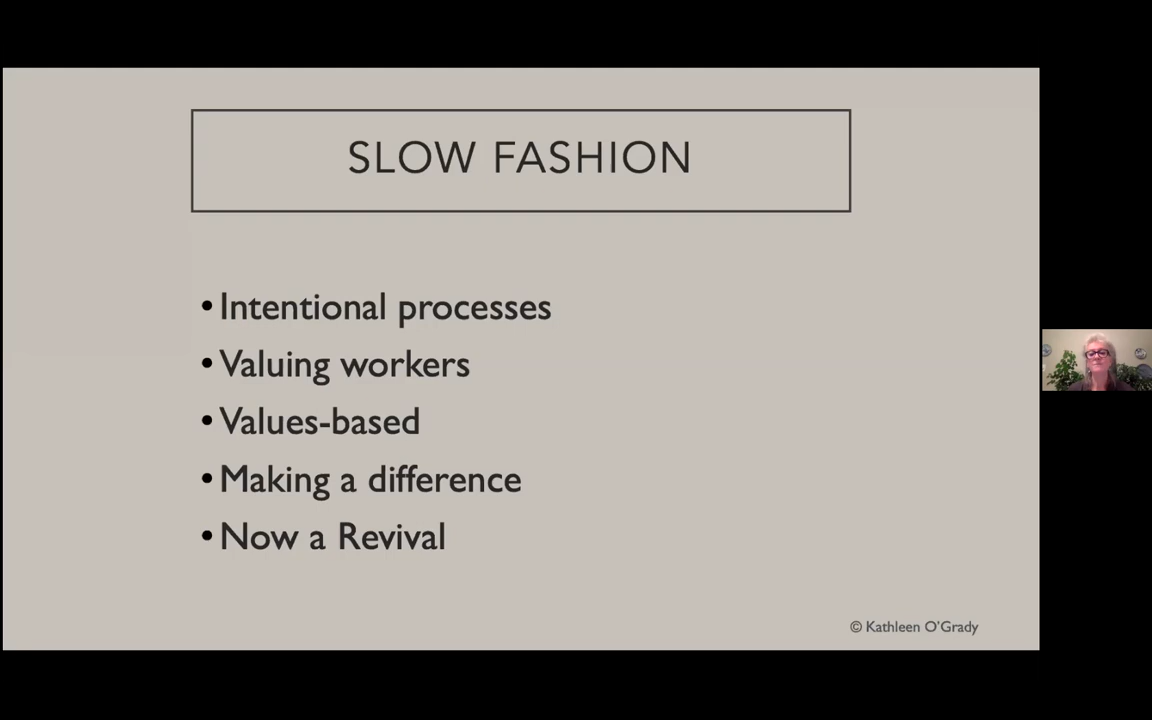 SLOW FASHION
• Intentional processes
• Valuing workers
• Values-based
• Making a difference
• Now a Revival
© Kathleen O'Grady